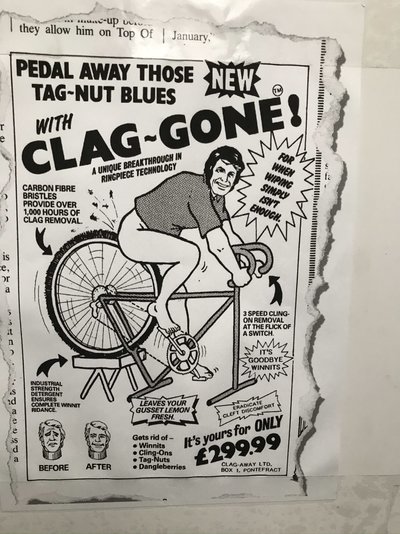 they allow him on Top Of
January,"
PEDAL AWAY THOSE
TAG~NUT BLUES
NEW
WITH
CLAG~GONE!
TM
A UNIQUE BREAKTHROUGH IN
RINGPIECE TECHNOLOGY
FOR
WHEN
WIPING
SIMPLY
ISN'T
ENOUGH.
CARBON FIBRE
BRISTLES
PROVIDE OVER
1,000 HOURS OF
CLAG REMOVAL.
3 SPEED CLING-
ON REMOVAL
AT THE FLICK OF
A SWITCH.
IT'S
GOODBYE
WINNITS
INDUSTRIAL
STRENGTH
DETERGENT
ENSURES
COMPLETE WINNIT
RIDANCE.
LEAVES YOUR
GUSSET LEMON
FRESH.
ERADICATE
CLEFT DISCOMFORT
BEFORE
AFTER
Gets rid of –
• Winnits
• Cling-Ons
• Tag-Nuts
• Dangleberries
It's yours for ONLY
£299.99
CLAG-AWAY LTD,
BOX 1, PONTEFRACT